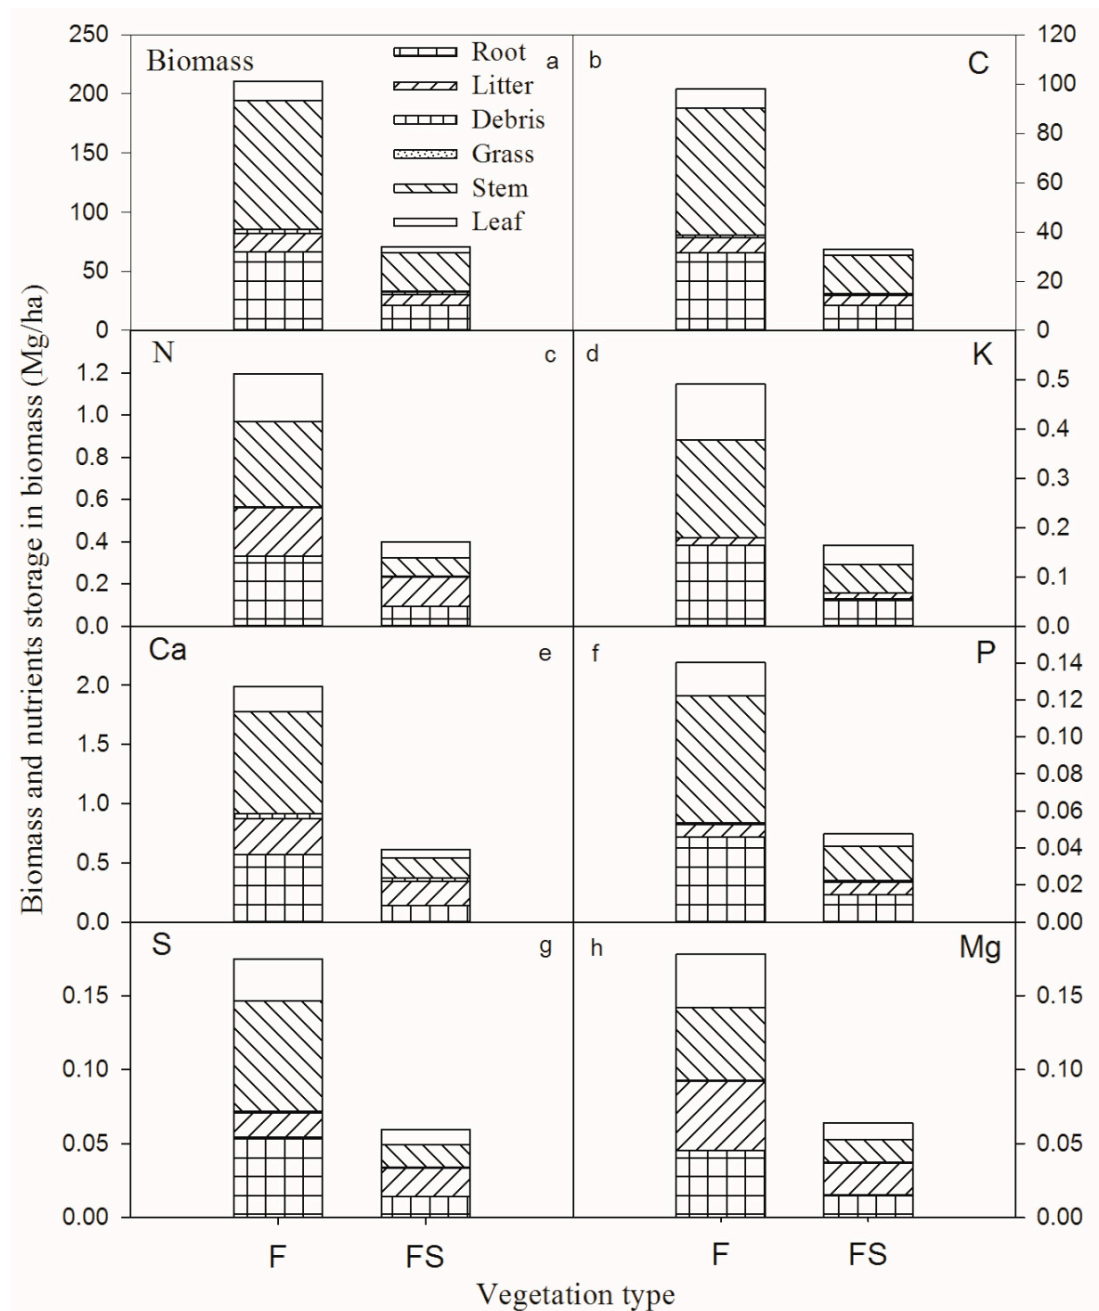 Biomass and nutrients storage in biomass (Mg/ha)
250
200
150
100
50
0
Biomass
a
Root
Litter
Debris
Grass
Stem
Leaf
b
C
120
100
80
60
40
20
0
N
c
1.2
1.0
0.8
0.6
0.4
0.2
0.0
d
K
0.5
0.4
0.3
0.2
0.1
0.0
Ca
e
2.0
1.5
1.0
0.5
0.0
f
P
0.14
0.12
0.10
0.08
0.06
0.04
0.02
0.00
S
g
0.15
0.10
0.05
0.00
h
Mg
0.15
0.10
0.05
0.00
F
FS
F
FS
Vegetation type